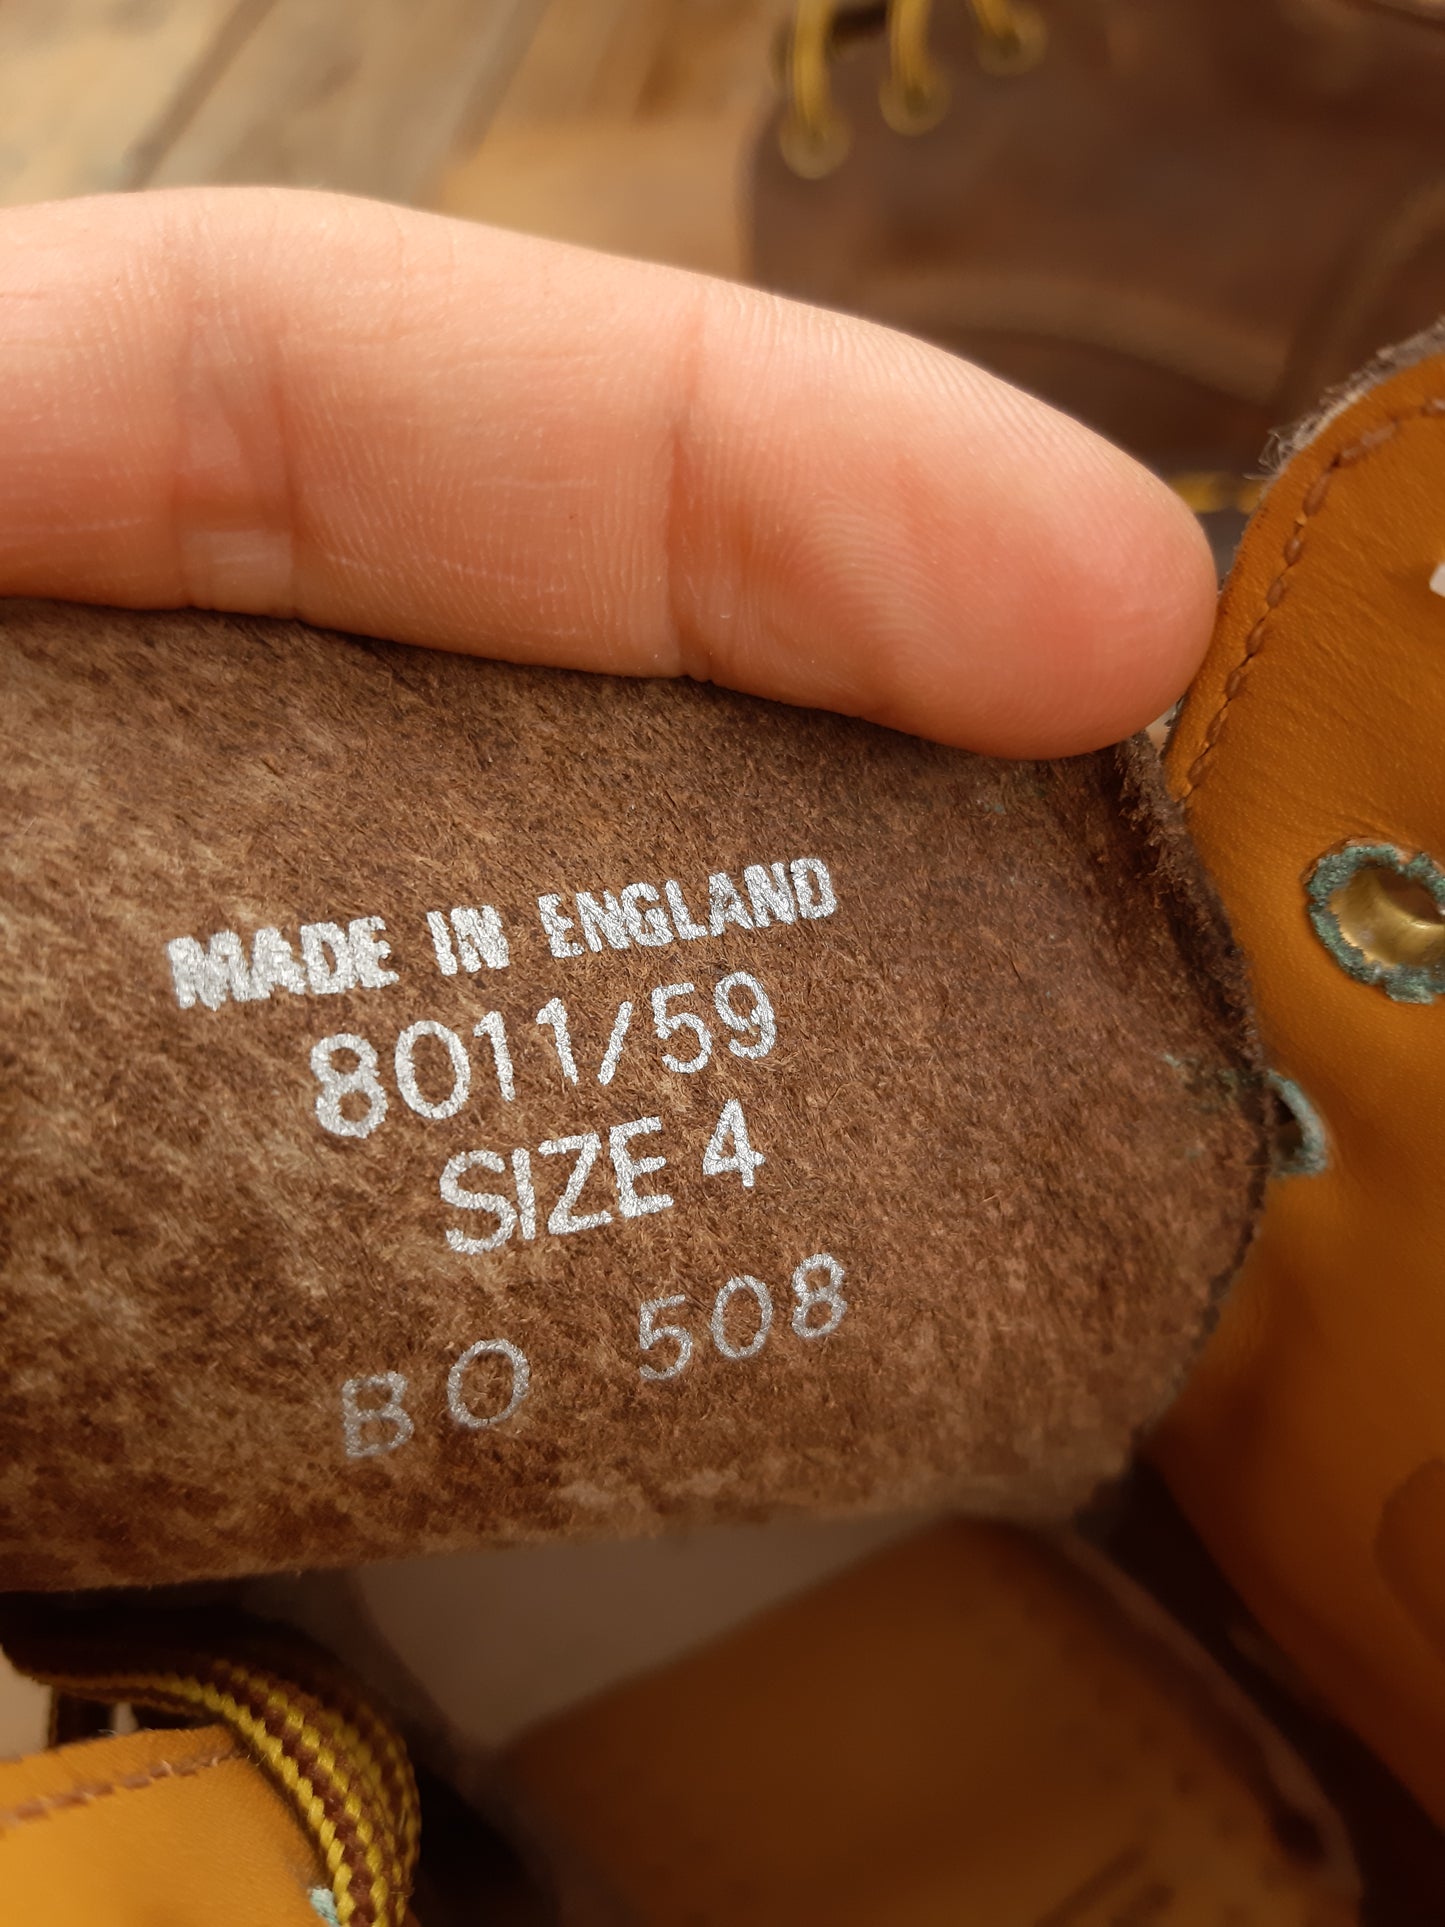 MADE IN ENGLAND
8011/59
SIZE 4
BO 508